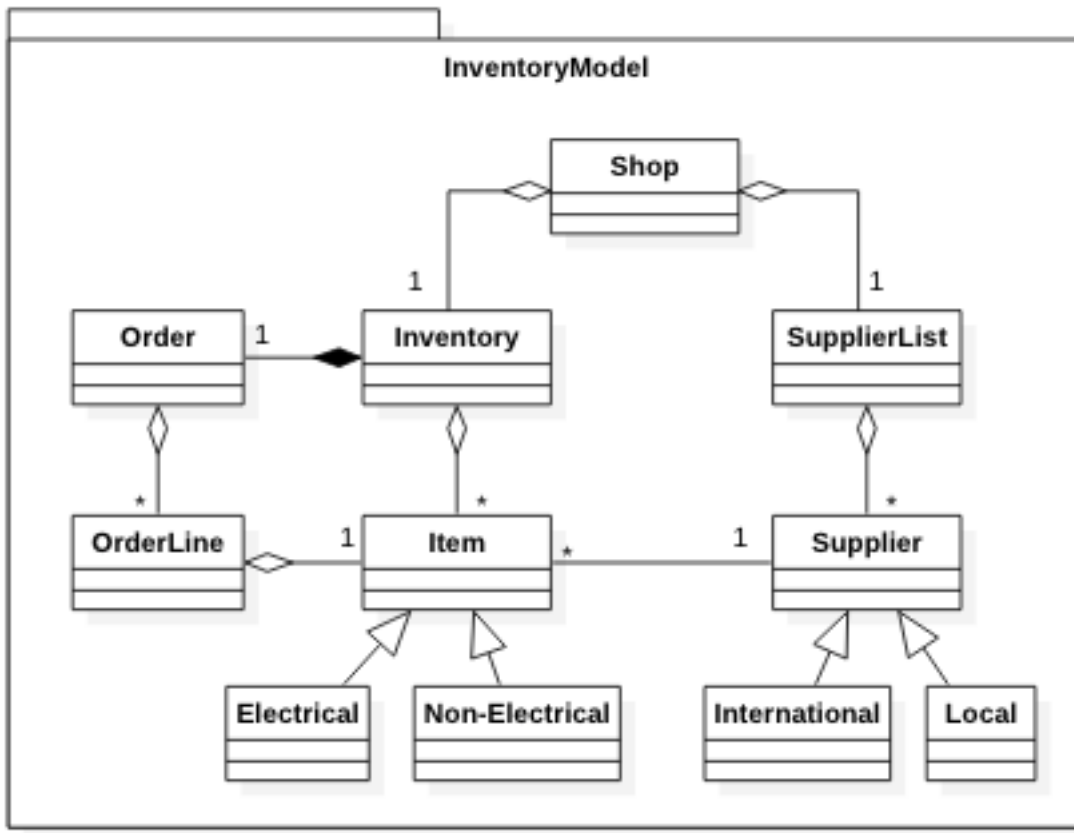 InventoryModel
Shop
1
1
Order
1
Inventory
SupplierList
*
*
*
OrderLine
1
Item
*
1
Supplier
Electrical
Non-Electrical
International
Local